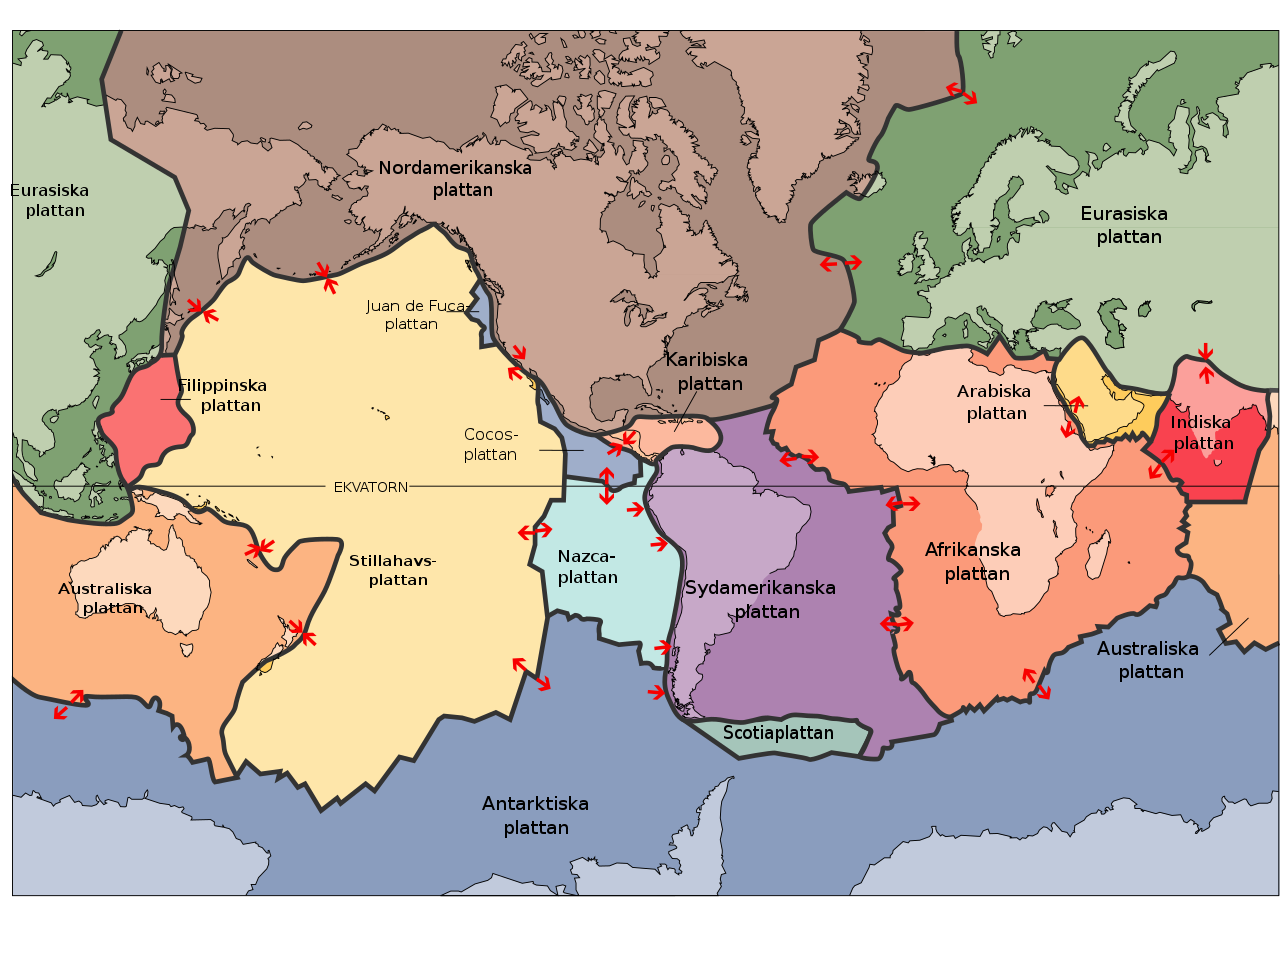 Nordamerikanska
plattan
Eurasiska
plattan
Eurasiska
plattan
Juan de Fuca-
plattan
Karibiska
plattan
Filippinska
plattan
Arabiska
plattan
Indiska
plattan
Cocos-
plattan
EKVATORN
Stillahavs-
plattan
Nazca-
plattan
Afrikanska
plattan
Australiska
plattan
Sydamerikanska
plattan
Australiska
plattan
Scotiaplattan
Antarktiska
plattan